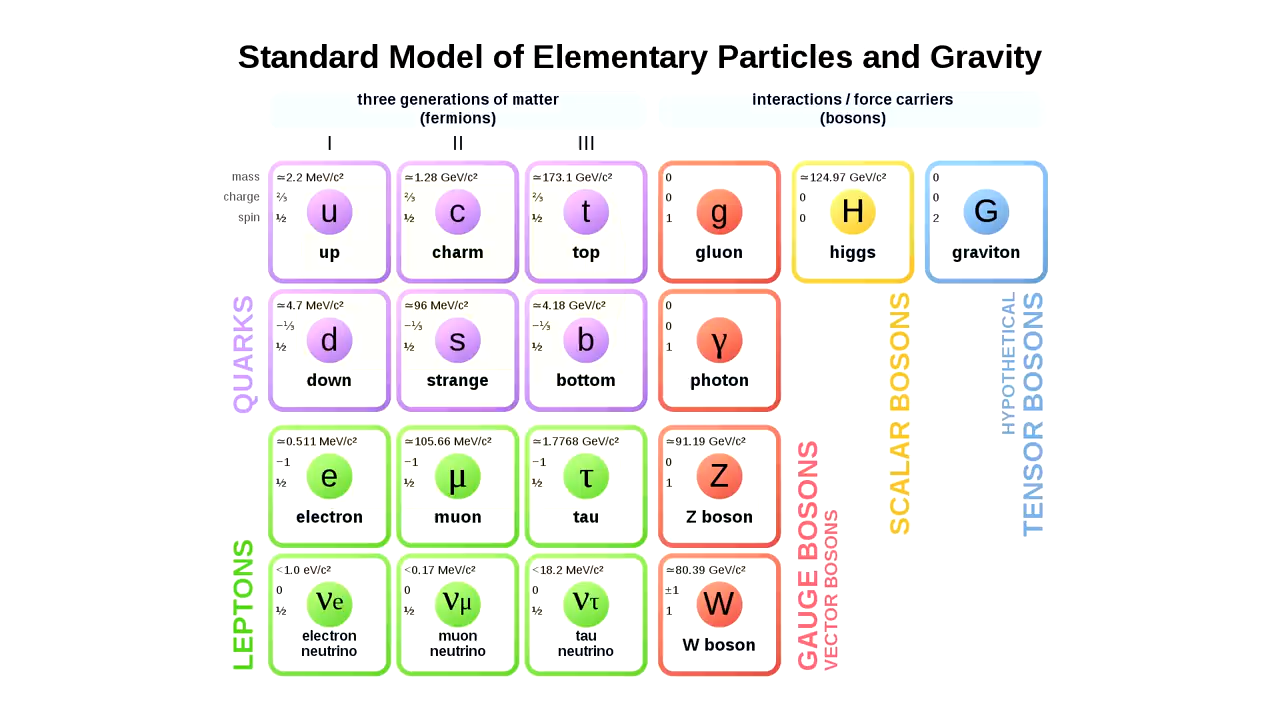 Standard Model of Elementary Particles and Gravity
three generations of matter
(fermions)
interactions / force carriers
(bosons)
I
II
III
mass
charge
spin
≃2.2 MeV/c²
⅔
½
u
up
≃1.28 GeV/c²
⅔
½
c
charm
≃173.1 GeV/c²
⅔
½
t
top
0
0
1
g
gluon
≃124.97 GeV/c²
0
0
H
higgs
0
0
2
G
graviton
QUARKS
≃4.7 MeV/c²
−⅓
½
d
down
≃96 MeV/c²
−⅓
½
s
strange
≃4.18 GeV/c²
−⅓
½
b
bottom
0
0
1
γ
photon
SCALAR BOSONS
HYPOTHETICAL
TENSOR BOSONS
LEPTONS
≃0.511 MeV/c²
−1
½
e
electron
≃105.66 MeV/c²
−1
½
μ
muon
≃1.7768 GeV/c²
−1
½
τ
tau
≃91.19 GeV/c²
0
1
Z
Z boson
GAUGE BOSONS
VECTOR BOSONS
<1.0 eV/c²
0
½
νe
electron
neutrino
<0.17 MeV/c²
0
½
νμ
muon
neutrino
<18.2 MeV/c²
0
½
ντ
tau
neutrino
≃80.39 GeV/c²
±1
1
W
W boson